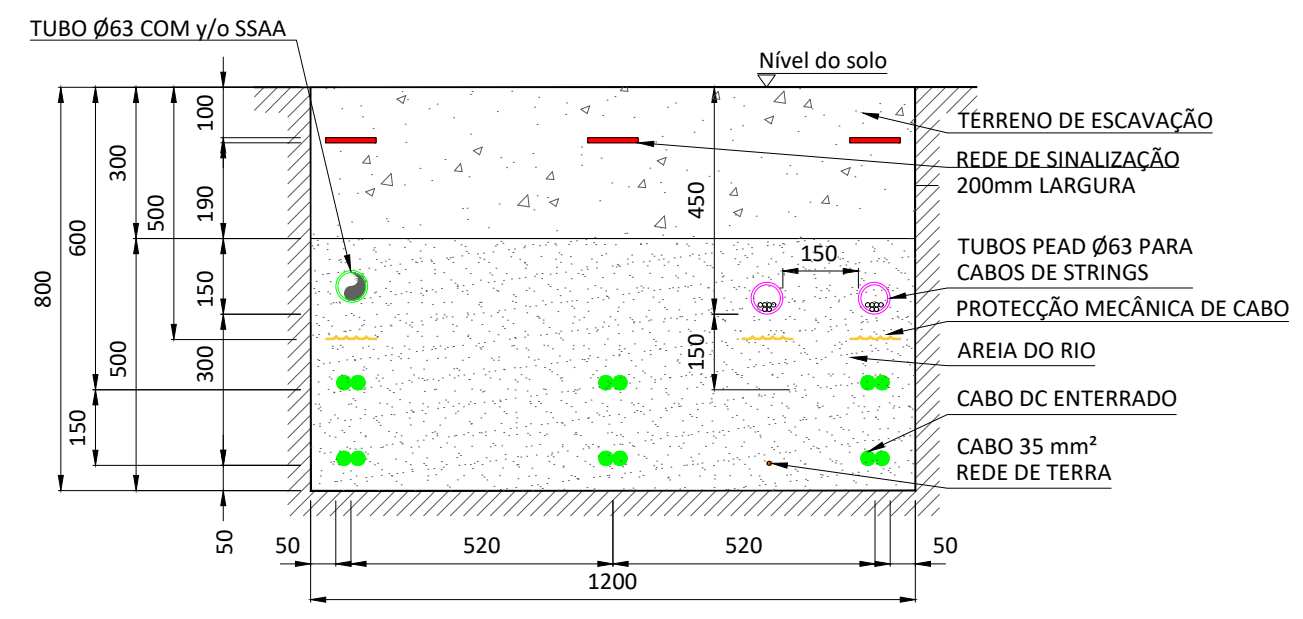 TUBO Ø63 COM y/o SSAA
Nível do solo
TERRENO DE ESCAVAÇÃO
REDE DE SINALIZAÇÃO
200mm LARGURA
TUBOS PEAD Ø63 PARA
CABOS DE STRINGS
PROTECÇÃO MECÂNICA DE CABO
AREIA DO RIO
CABO DC ENTERRADO
CABO 35 mm²
REDE DE TERRA
800
600
150
300
500
500
100
190
150
300
50
450
150
150
50
520
520
50
1200